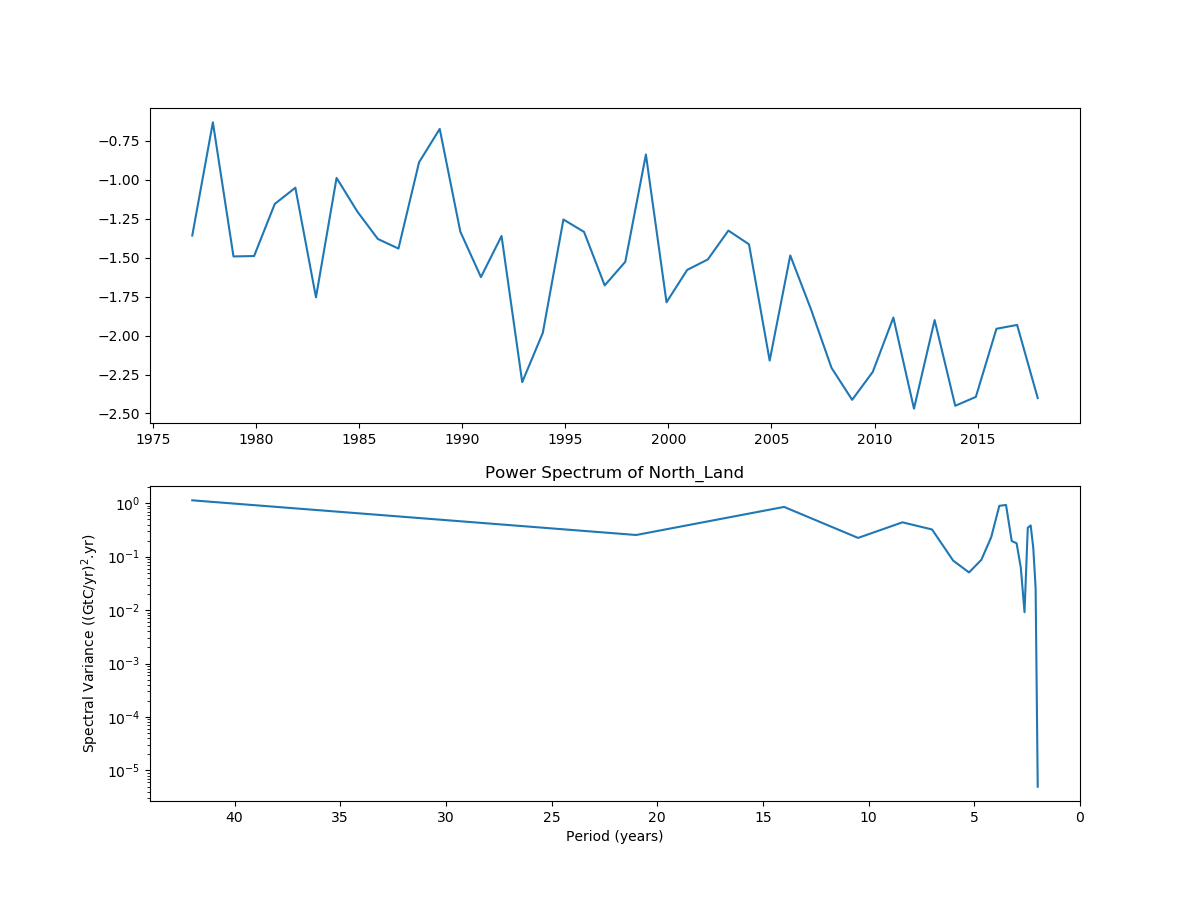 −0.75
−1.00
−1.25
−1.50
−1.75
−2.00
−2.25
−2.50
1975 1980 1985 1990 1995 2000 2005 2010 2015
Power Spectrum of North_Land
10⁰
10⁻¹
10⁻²
10⁻³
10⁻⁴
10⁻⁵
Spectral Variance ((GtC/yr)².yr)
40 35 30 25 20 15 10 5 0
Period (years)